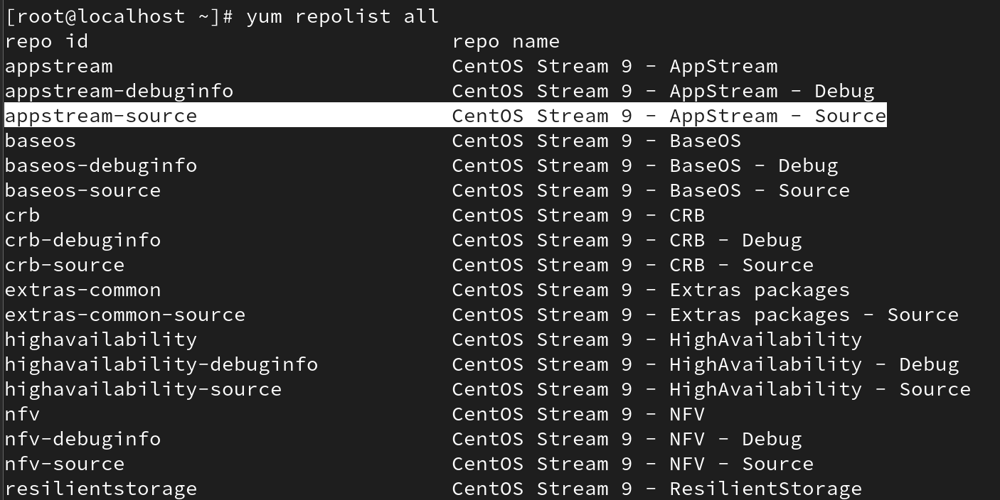 [root@localhost ~]# yum repolist all
repo id                              repo name
appstream                            CentOS Stream 9 - AppStream
appstream-debuginfo                  CentOS Stream 9 - AppStream - Debug
appstream-source                     CentOS Stream 9 - AppStream - Source
baseos                               CentOS Stream 9 - BaseOS
baseos-debuginfo                     CentOS Stream 9 - BaseOS - Debug
baseos-source                        CentOS Stream 9 - BaseOS - Source
crb                                  CentOS Stream 9 - CRB
crb-debuginfo                        CentOS Stream 9 - CRB - Debug
crb-source                           CentOS Stream 9 - CRB - Source
extras-common                        CentOS Stream 9 - Extras packages
extras-common-source                 CentOS Stream 9 - Extras packages - Source
highavailability                     CentOS Stream 9 - HighAvailability
highavailability-debuginfo           CentOS Stream 9 - HighAvailability - Debug
highavailability-source              CentOS Stream 9 - HighAvailability - Source
nfv                                  CentOS Stream 9 - NFV
nfv-debuginfo                        CentOS Stream 9 - NFV - Debug
nfv-source                           CentOS Stream 9 - NFV - Source
resilientstorage                     CentOS Stream 9 - ResilientStorage